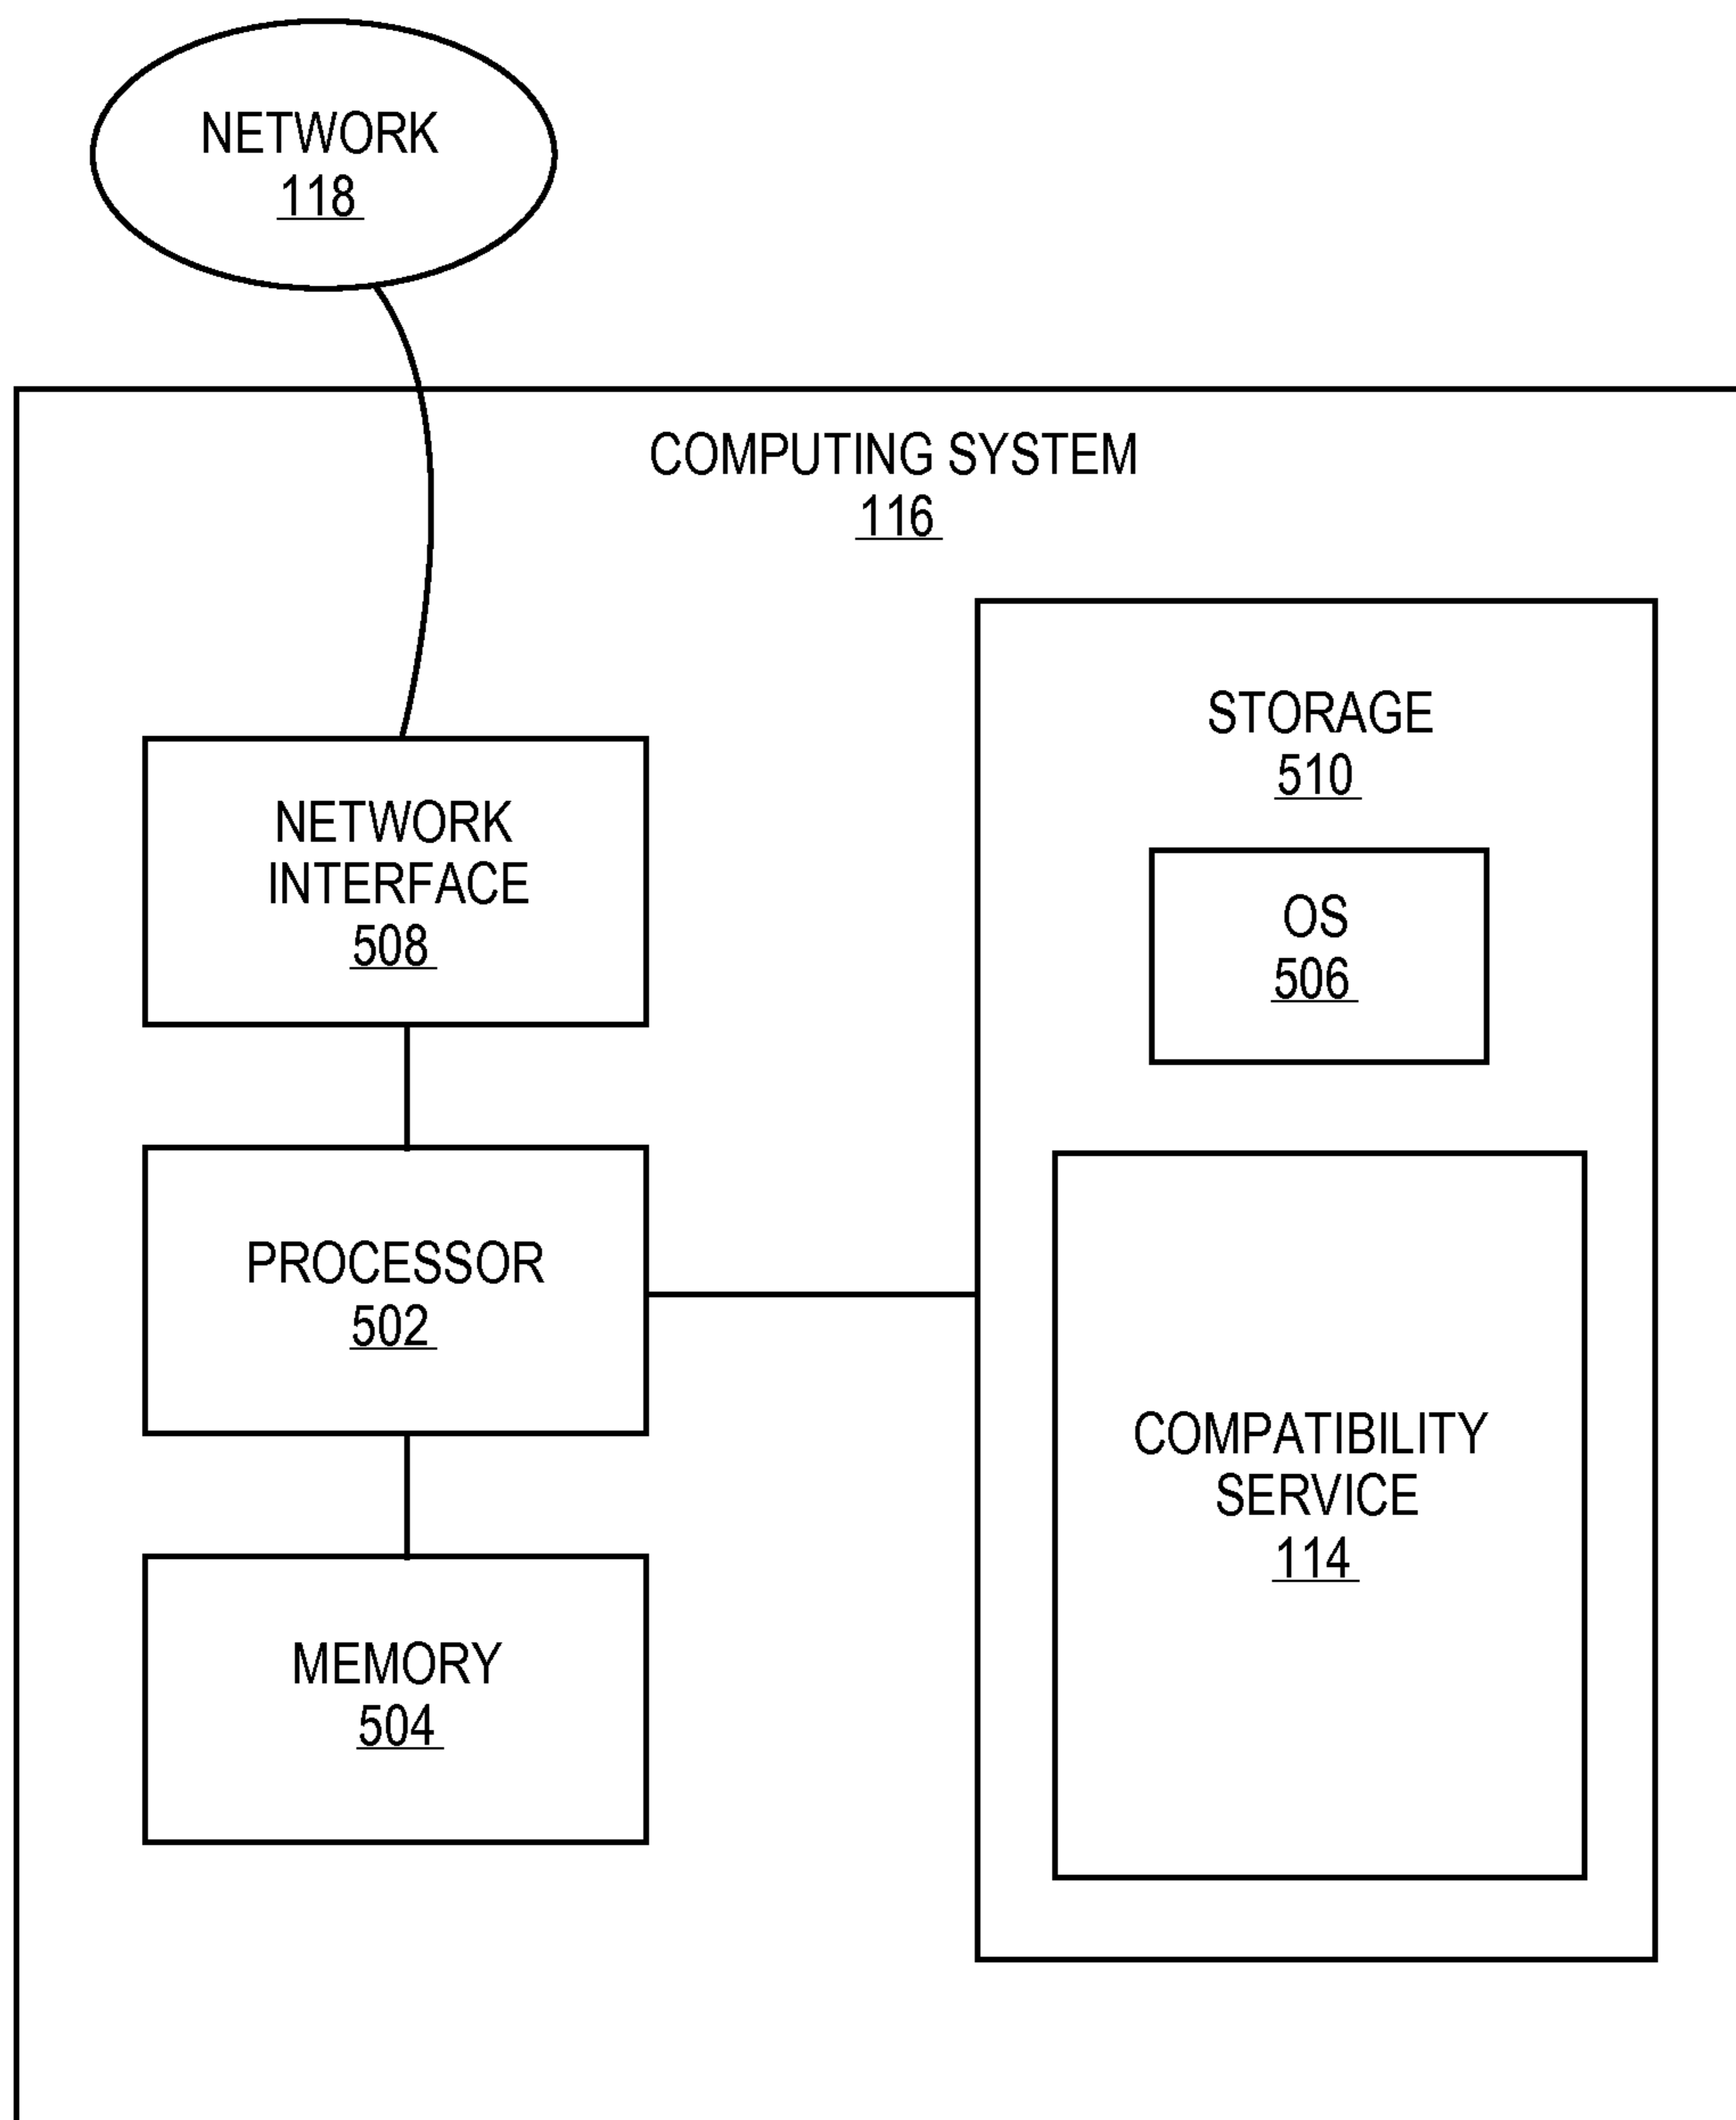 NETWORK
118
COMPUTING SYSTEM
116
NETWORK
INTERFACE
508
PROCESSOR
502
MEMORY
504
STORAGE
510
OS
506
COMPATIBILITY
SERVICE
114